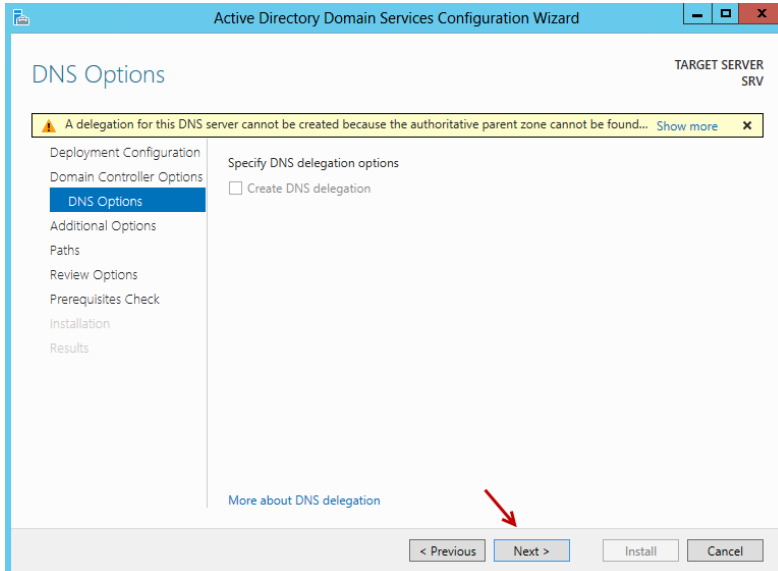 Active Directory Domain Services Configuration Wizard
DNS Options
TARGET SERVER
SRV
A delegation for this DNS server cannot be created because the authoritative parent zone cannot be found... Show more
Deployment Configuration
Domain Controller Options
DNS Options
Additional Options
Paths
Review Options
Prerequisites Check
Installation
Results
Specify DNS delegation options
Create DNS delegation
More about DNS delegation
< Previous Next > Install Cancel